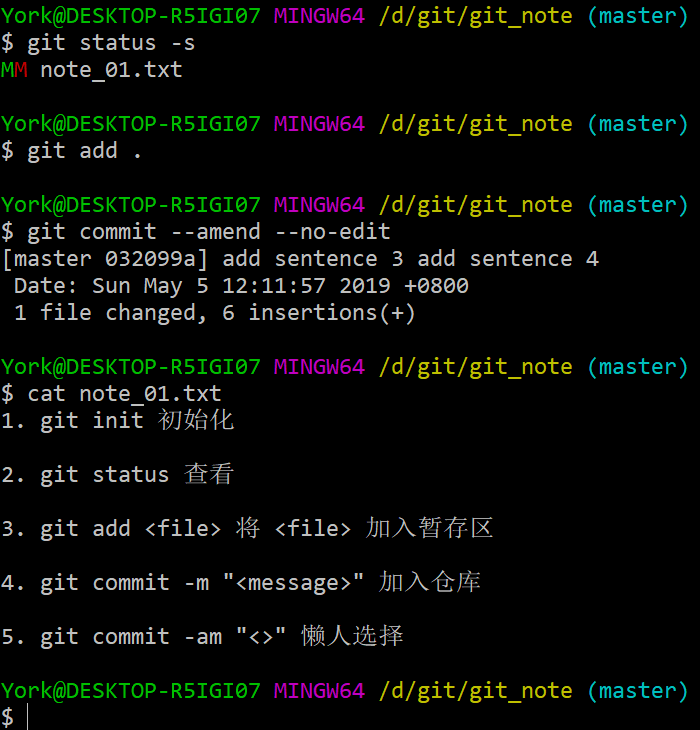 York@DESKTOP-R5IGI07 MINGW64 /d/git/git_note (master)
$ git status -s
MM note_01.txt
York@DESKTOP-R5IGI07 MINGW64 /d/git/git_note (master)
$ git add .
York@DESKTOP-R5IGI07 MINGW64 /d/git/git_note (master)
$ git commit --amend --no-edit
[master 032099a] add sentence 3 add sentence 4
 Date: Sun May 5 12:11:57 2019 +0800
 1 file changed, 6 insertions(+)
York@DESKTOP-R5IGI07 MINGW64 /d/git/git_note (master)
$ cat note_01.txt
1. git init 初始化
2. git status 查看
3. git add <file> 将 <file> 加入暂存区
4. git commit -m "<message>" 加入仓库
5. git commit -am "<>" 懒人选择
York@DESKTOP-R5IGI07 MINGW64 /d/git/git_note (master)
$